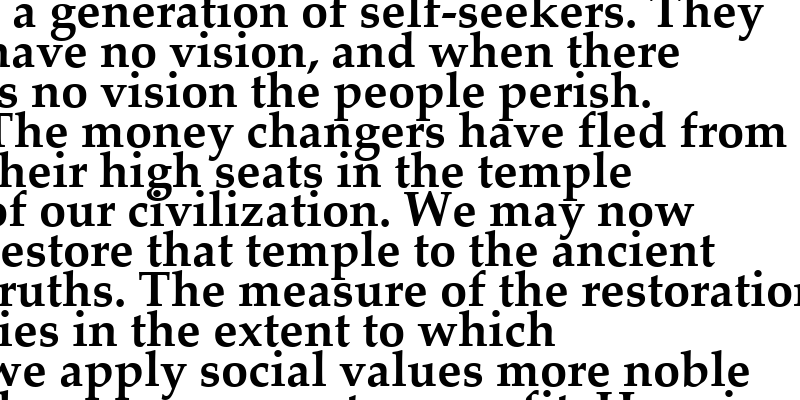 a generation of self-seekers. They
have no vision, and when there
s no vision the people perish.
The money changers have fled from
heir high seats in the temple
of our civilization. We may now
estore that temple to the ancient
ruths. The measure of the restoration
ies in the extent to which
we apply social values more noble